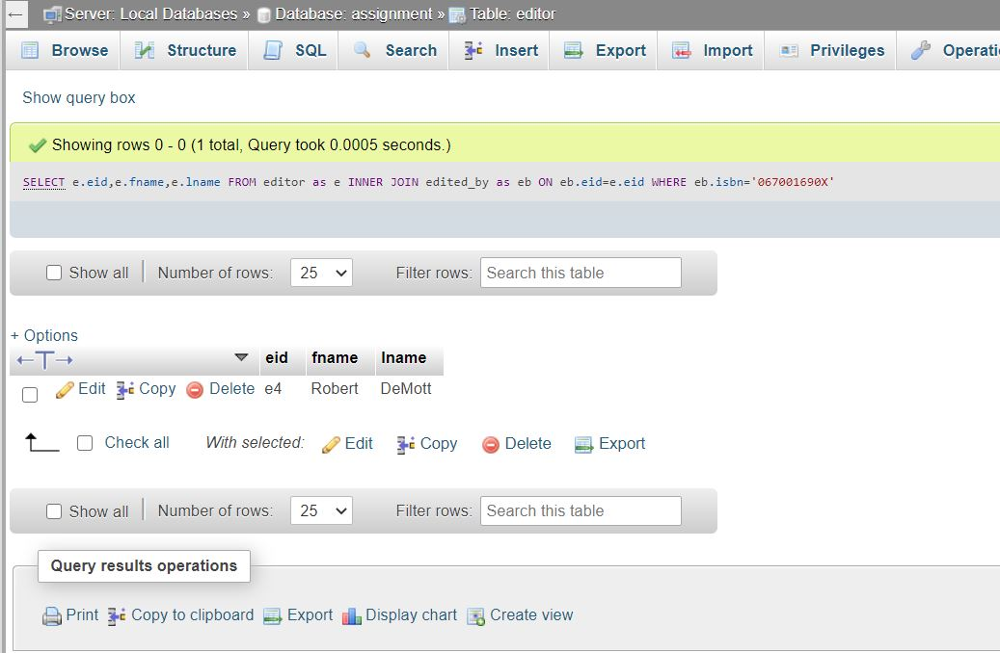 Server: Local Databases » Database: assignment » Table: editor
Browse Structure SQL Search Insert Export Import Privileges Operati
Show query box
Showing rows 0 - 0 (1 total, Query took 0.0005 seconds.)
SELECT e.eid,e.fname,e.lname FROM editor as e INNER JOIN edited_by as eb ON eb.eid=e.eid WHERE eb.isbn='067001690X'
Show all Number of rows: 25 Filter rows: Search this table
+ Options
←T→ eid fname lname
Edit Copy Delete e4 Robert DeMott
Check all With selected: Edit Copy Delete Export
Show all Number of rows: 25 Filter rows: Search this table
Query results operations
Print Copy to clipboard Export Display chart Create view